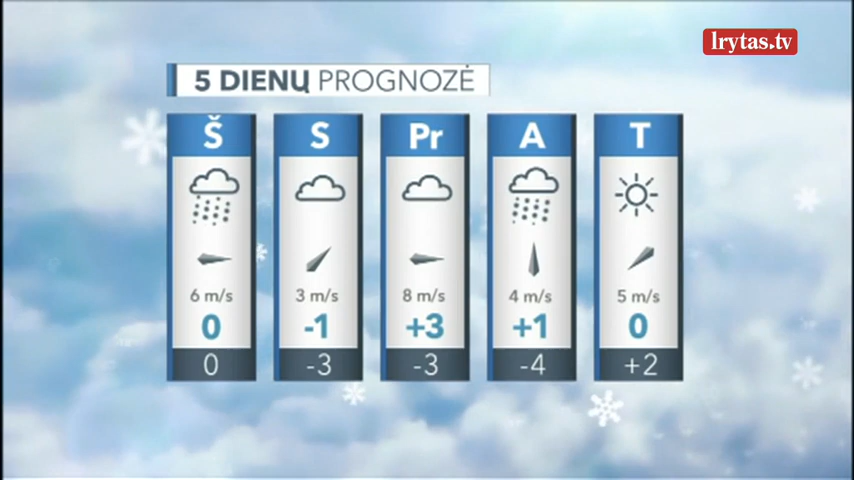 lrytas.tv
5 DIENŲ PROGNOZĖ
Š S Pr A T
6 m/s 3 m/s 8 m/s 4 m/s 5 m/s
0 -1 +3 +1 0
0 -3 -3 -4 +2